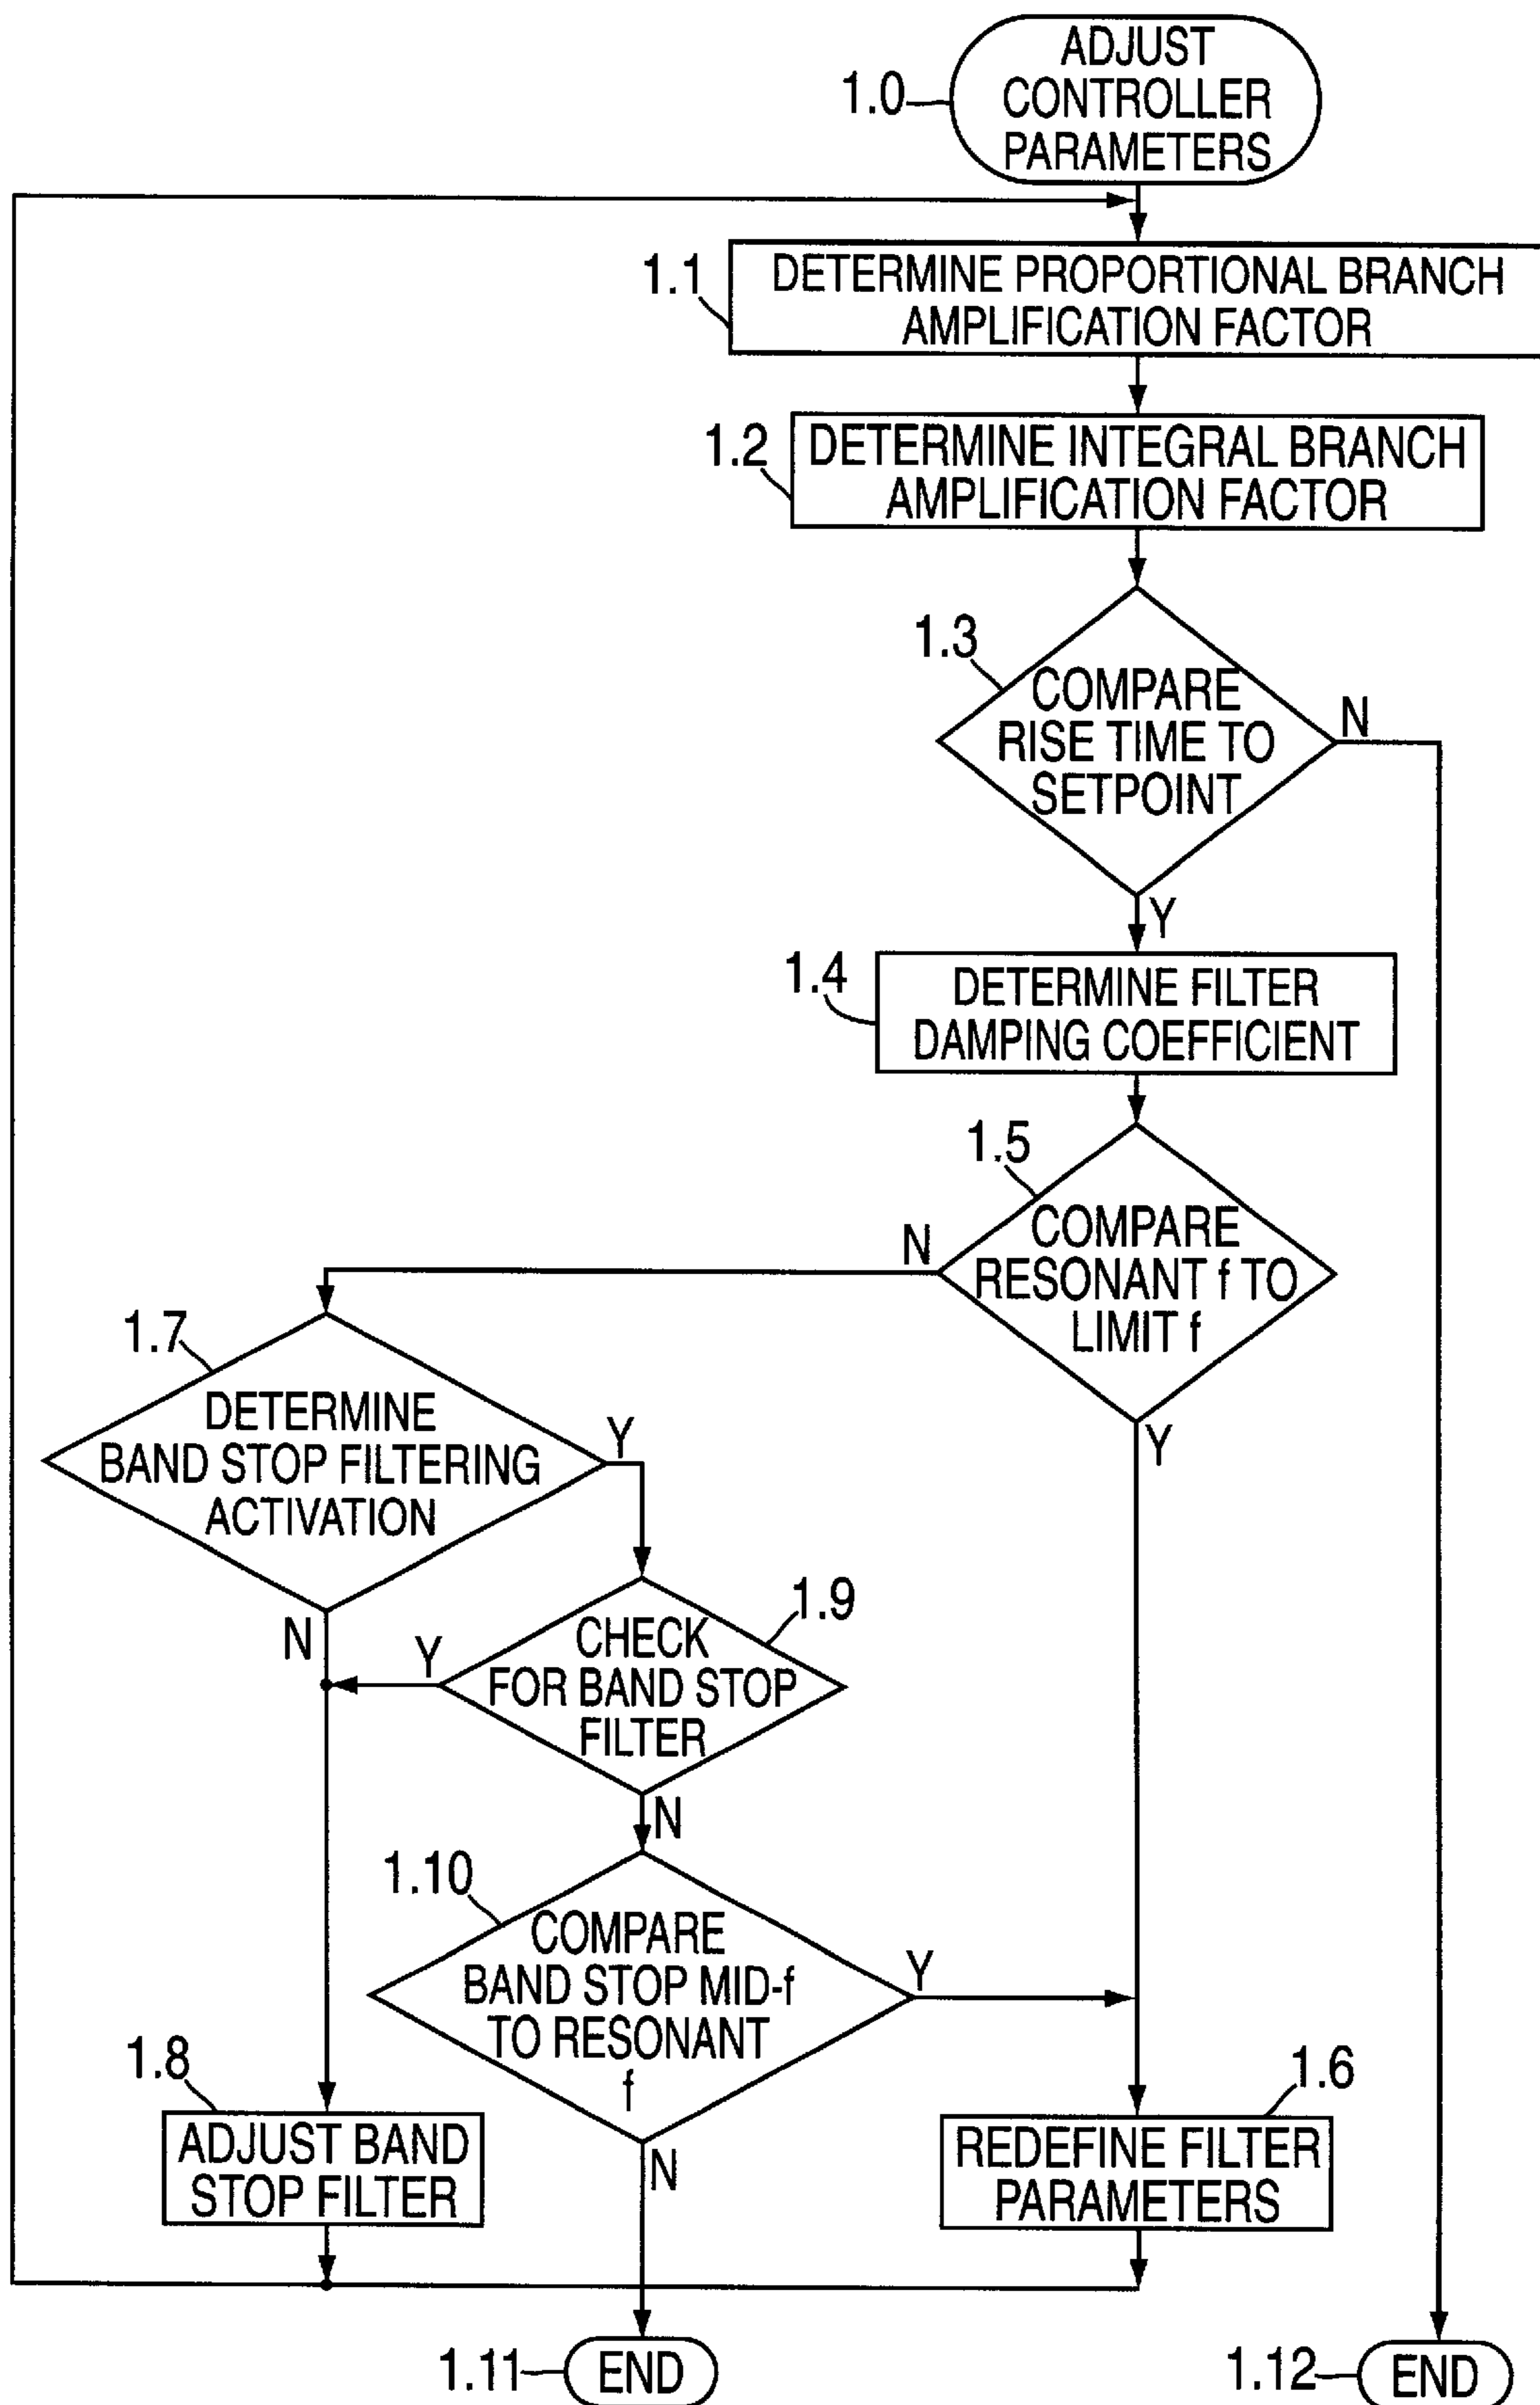 ADJUST
CONTROLLER
PARAMETERS
1.0
1.1
DETERMINE PROPORTIONAL BRANCH
AMPLIFICATION FACTOR
1.2
DETERMINE INTEGRAL BRANCH
AMPLIFICATION FACTOR
1.3
COMPARE
RISE TIME TO
SETPOINT
N
Y
1.4
DETERMINE FILTER
DAMPING COEFFICIENT
1.5
COMPARE
RESONANT f TO
LIMIT f
N
Y
1.7
DETERMINE
BAND STOP FILTERING
ACTIVATION
Y
N
1.9
CHECK
FOR BAND STOP
FILTER
Y
N
1.10
COMPARE
BAND STOP MID-f
TO RESONANT
f
Y
N
1.8
ADJUST BAND
STOP FILTER
1.6
REDEFINE FILTER
PARAMETERS
1.11
END
1.12
END